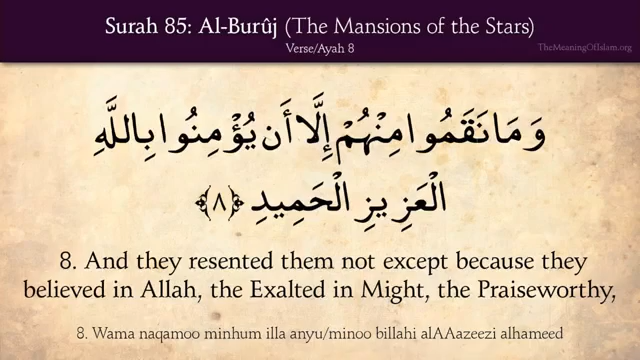 Surah 85: Al-Burûj (The Mansions of the Stars)
Verse/Ayah 8
TheMeaningOfIslam.org
وَمَا نَقَمُوا مِنْهُمْ إِلَّا أَن يُؤْمِنُوا بِاللَّهِ
الْعَزِيزِ الْحَمِيدِ ﴿٨﴾
8. And they resented them not except because they
believed in Allah, the Exalted in Might, the Praiseworthy,
8. Wama naqamoo minhum illa anyu/minoo billahi alAAazeezi alhameed